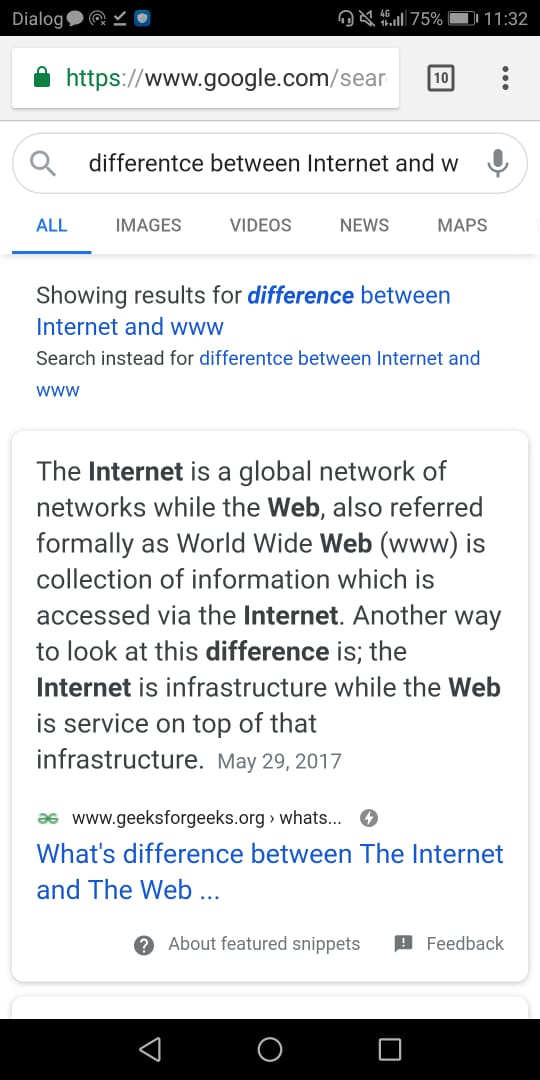 Dialog 4G 75% 11:32
https://www.google.com/sear 10
differentce between Internet and w
ALL IMAGES VIDEOS NEWS MAPS
Showing results for difference between
Internet and www
Search instead for differentce between Internet and
www
The Internet is a global network of
networks while the Web, also referred
formally as World Wide Web (www) is
collection of information which is
accessed via the Internet. Another way
to look at this difference is; the
Internet is infrastructure while the Web
is service on top of that
infrastructure. May 29, 2017
www.geeksforgeeks.org › whats...
What's difference between The Internet
and The Web ...
About featured snippets Feedback